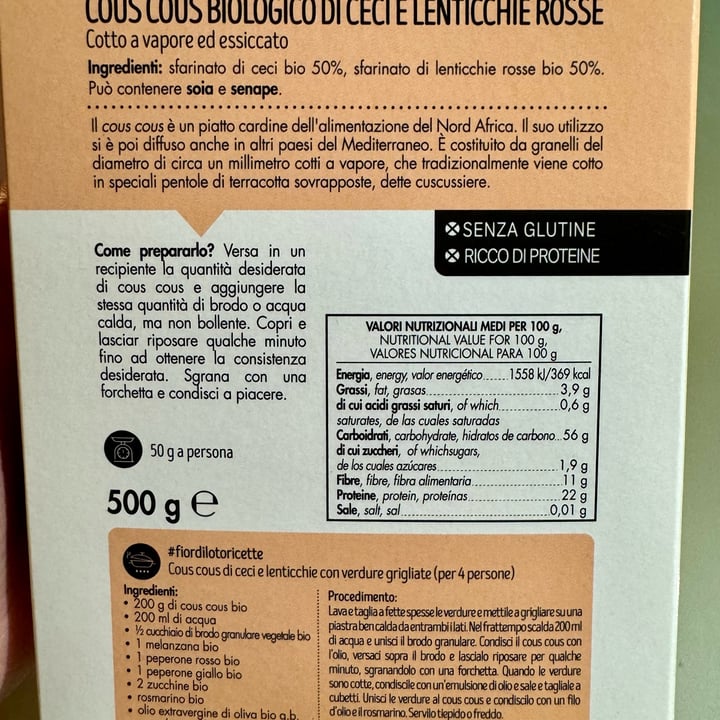 COUS COUS BIOLOGICO DI CECI E LENTICCHIE ROSSE
Cotto a vapore ed essiccato
Ingredienti: sfarinato di ceci bio 50%, sfarinato di lenticchie rosse bio 50%.
Può contenere soia e senape.
Il cous cous è un piatto cardine dell'alimentazione del Nord Africa. Il suo utilizzo
si è poi diffuso anche in altri paesi del Mediterraneo. È costituito da granelli del
diametro di circa un millimetro cotti a vapore, che tradizionalmente viene cotto
in speciali pentole di terracotta sovrapposte, dette cuscussiere.
SENZA GLUTINE
RICCO DI PROTEINE
Come prepararlo? Versa in un
recipiente la quantità desiderata
di cous cous e aggiungere la
stessa quantità di brodo o acqua
calda, ma non bollente. Copri e
lasciar riposare qualche minuto
fino ad ottenere la consistenza
desiderata. Sgrana con una
forchetta e condisci a piacere.
50 g a persona
500 g ℮
VALORI NUTRIZIONALI MEDI PER 100 g,
NUTRITIONAL VALUE FOR 100 g,
VALORES NUTRICIONAL PARA 100 g
Energia, energy, valor energético...... 1558 kJ/369 kcal
Grassi, fat, grasas................3,9 g
di cui acidi grassi saturi, of which................0,6 g
saturates, de las cuales saturadas
Carboidrati, carbohydrate, hidratos de carbono...56 g
di cui zuccheri, of whichsugars,
de los cuales azúcares................1,9 g
Fibre, fibre, fibra alimentaria................11 g
Proteine, protein, proteínas................22 g
Sale, salt, sal................0,01 g
#fiordilotoricette
Cous cous di ceci e lenticchie con verdure grigliate (per 4 persone)
Ingredienti:
• 200 g di cous cous bio
• 200 ml di acqua
• ½ cucchiaio di brodo granulare vegetale bio
• 1 melanzana bio
• 1 peperone rosso bio
• 1 peperone giallo bio
• 2 zucchine bio
• rosmarino bio
• olio extravergine di oliva bio q.b.
Procedimento:
Lava e taglia a fette spesse le verdure e mettile a grigliare su una
piastra ben calda da entrambi lati. Nel frattempo scalda 200 ml
di acqua e unisci il brodo granulare. Condisci il cous cous con
l'olio, versaci sopra il brodo e lascialo riposare per qualche
minuto, sgranandolo con una forchetta. Quando le verdure
sono cotte, condiscile con un'emulsione di olio e sale e tagliale a
cubetti. Unisci le verdure al cous cous e condiscilo con un filo
d'olio e il rosmarino. Servilo tiepido o freddo.